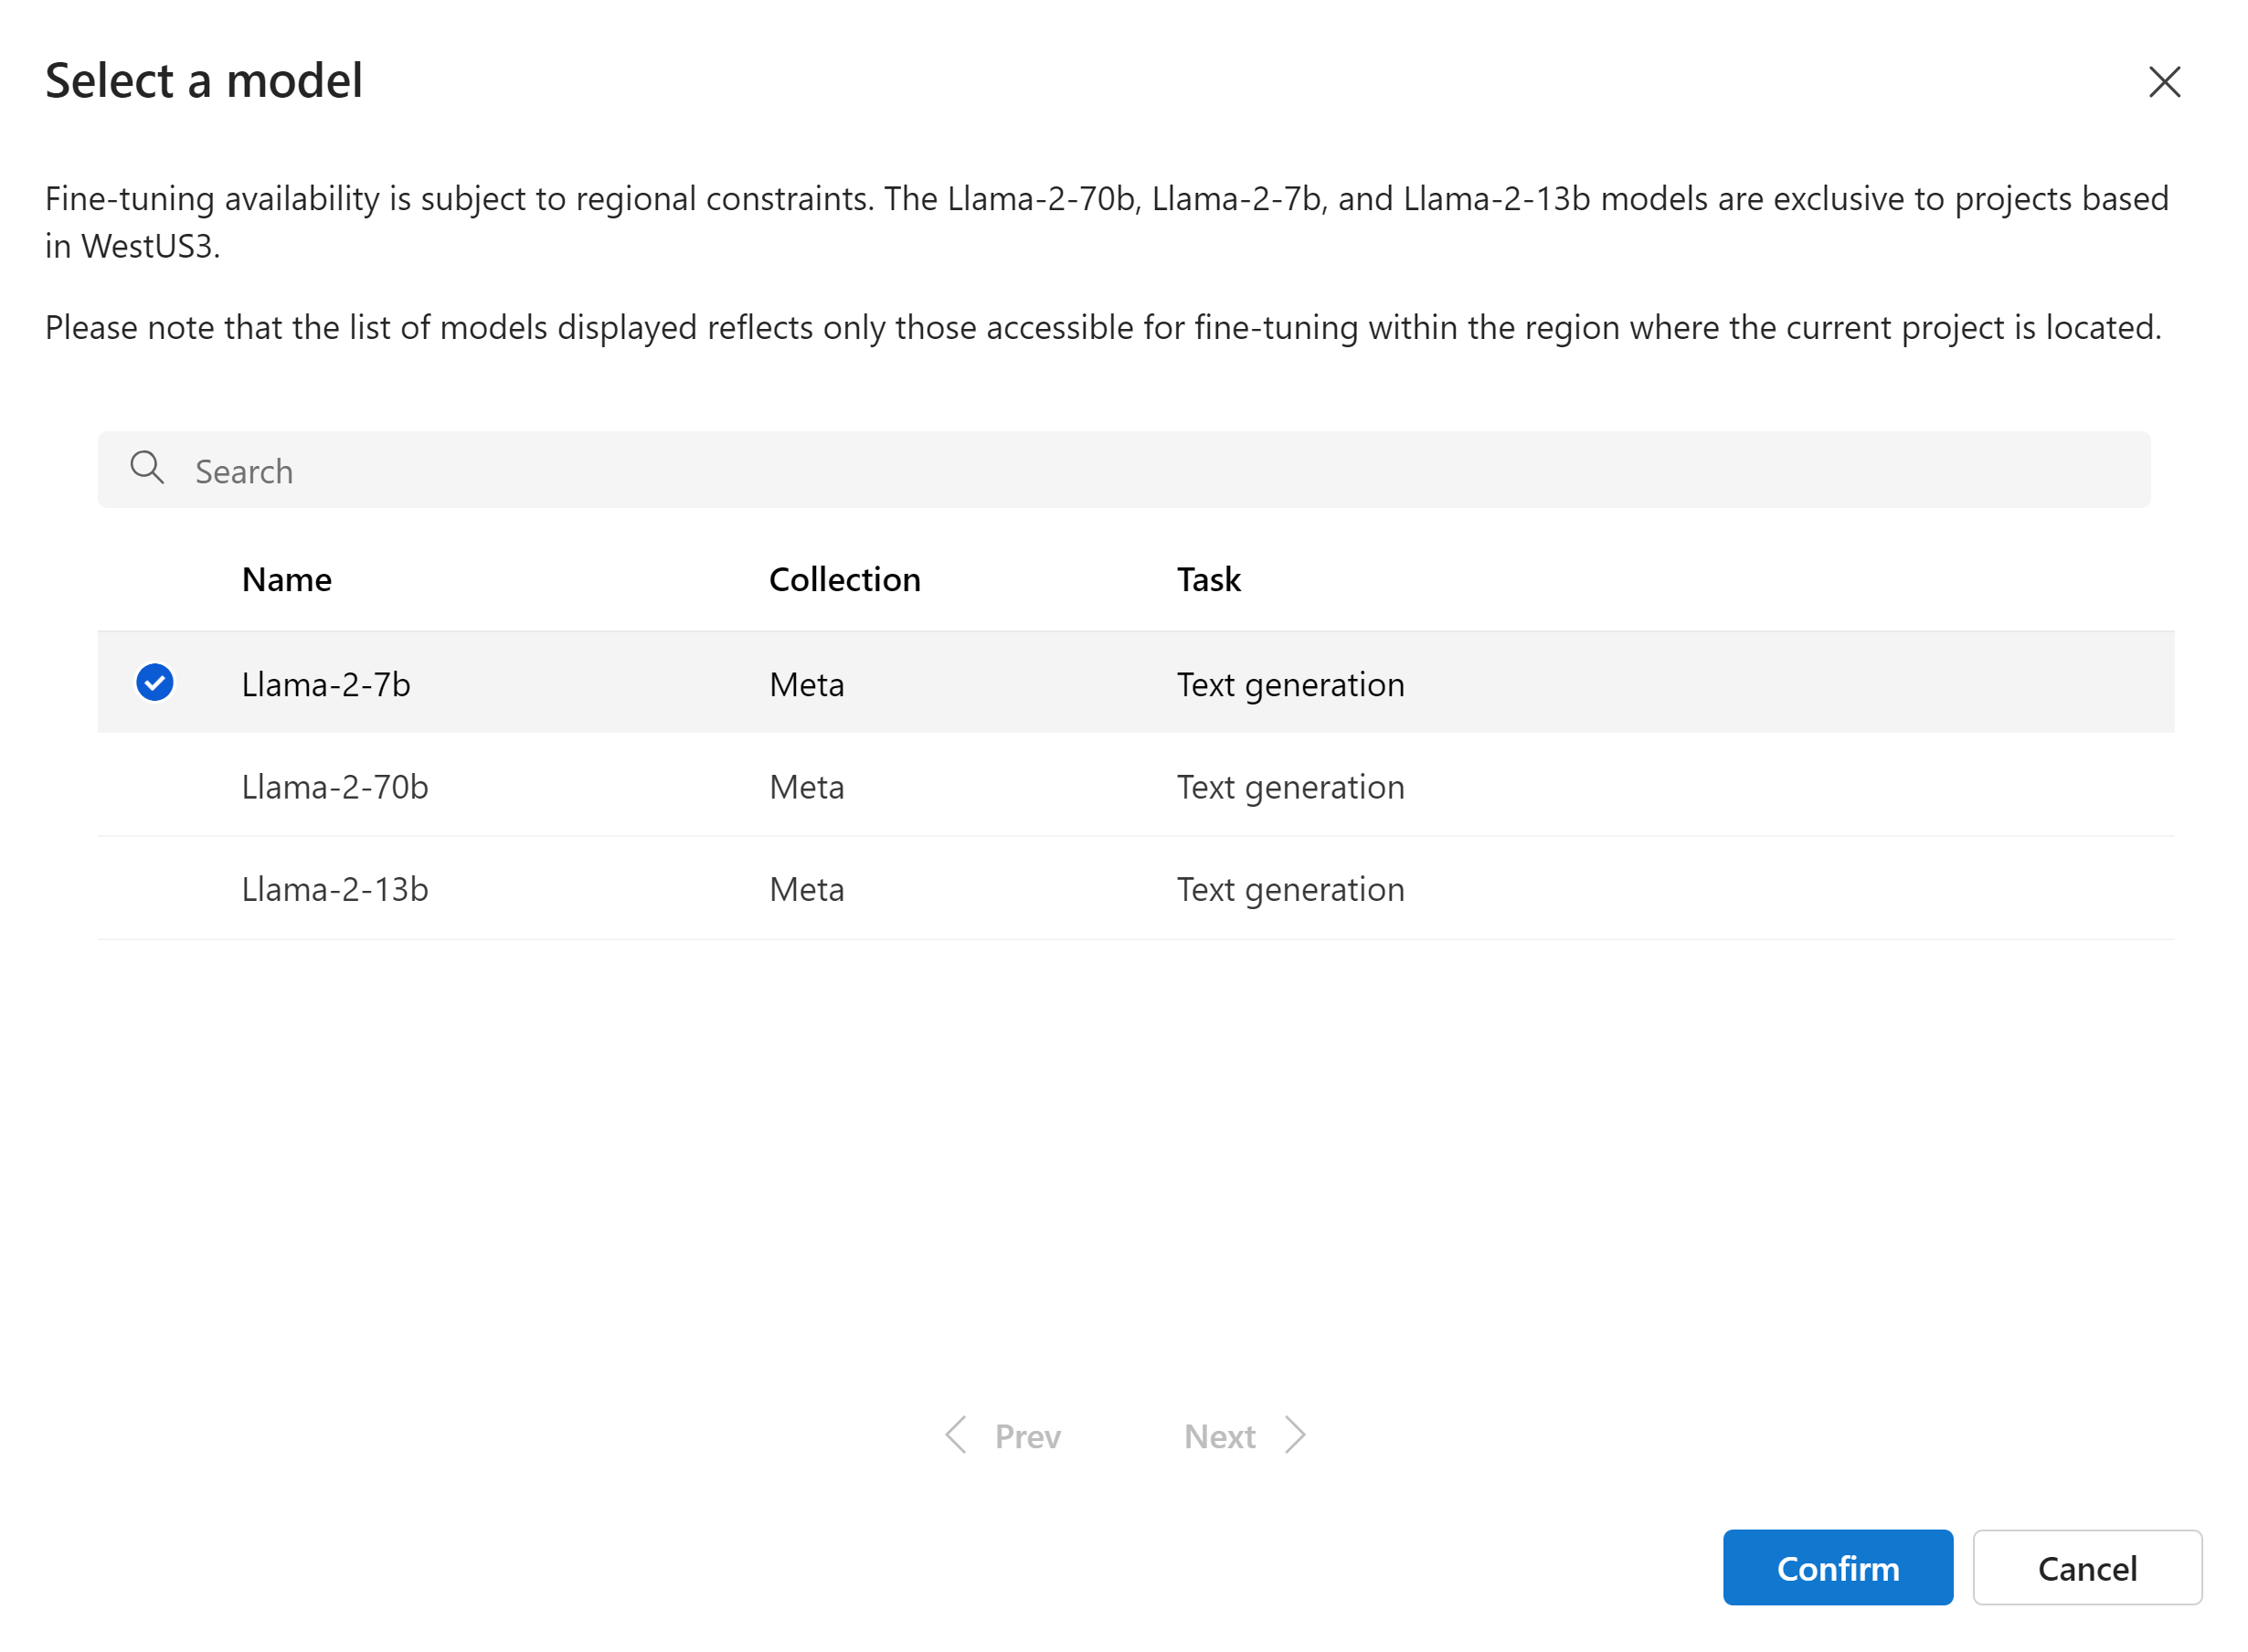 Select a model
Fine-tuning availability is subject to regional constraints. The Llama-2-70b, Llama-2-7b, and Llama-2-13b models are exclusive to projects based
in WestUS3.
Please note that the list of models displayed reflects only those accessible for fine-tuning within the region where the current project is located.
Search
Name Collection Task
Llama-2-7b Meta Text generation
Llama-2-70b Meta Text generation
Llama-2-13b Meta Text generation
Prev Next
Confirm Cancel